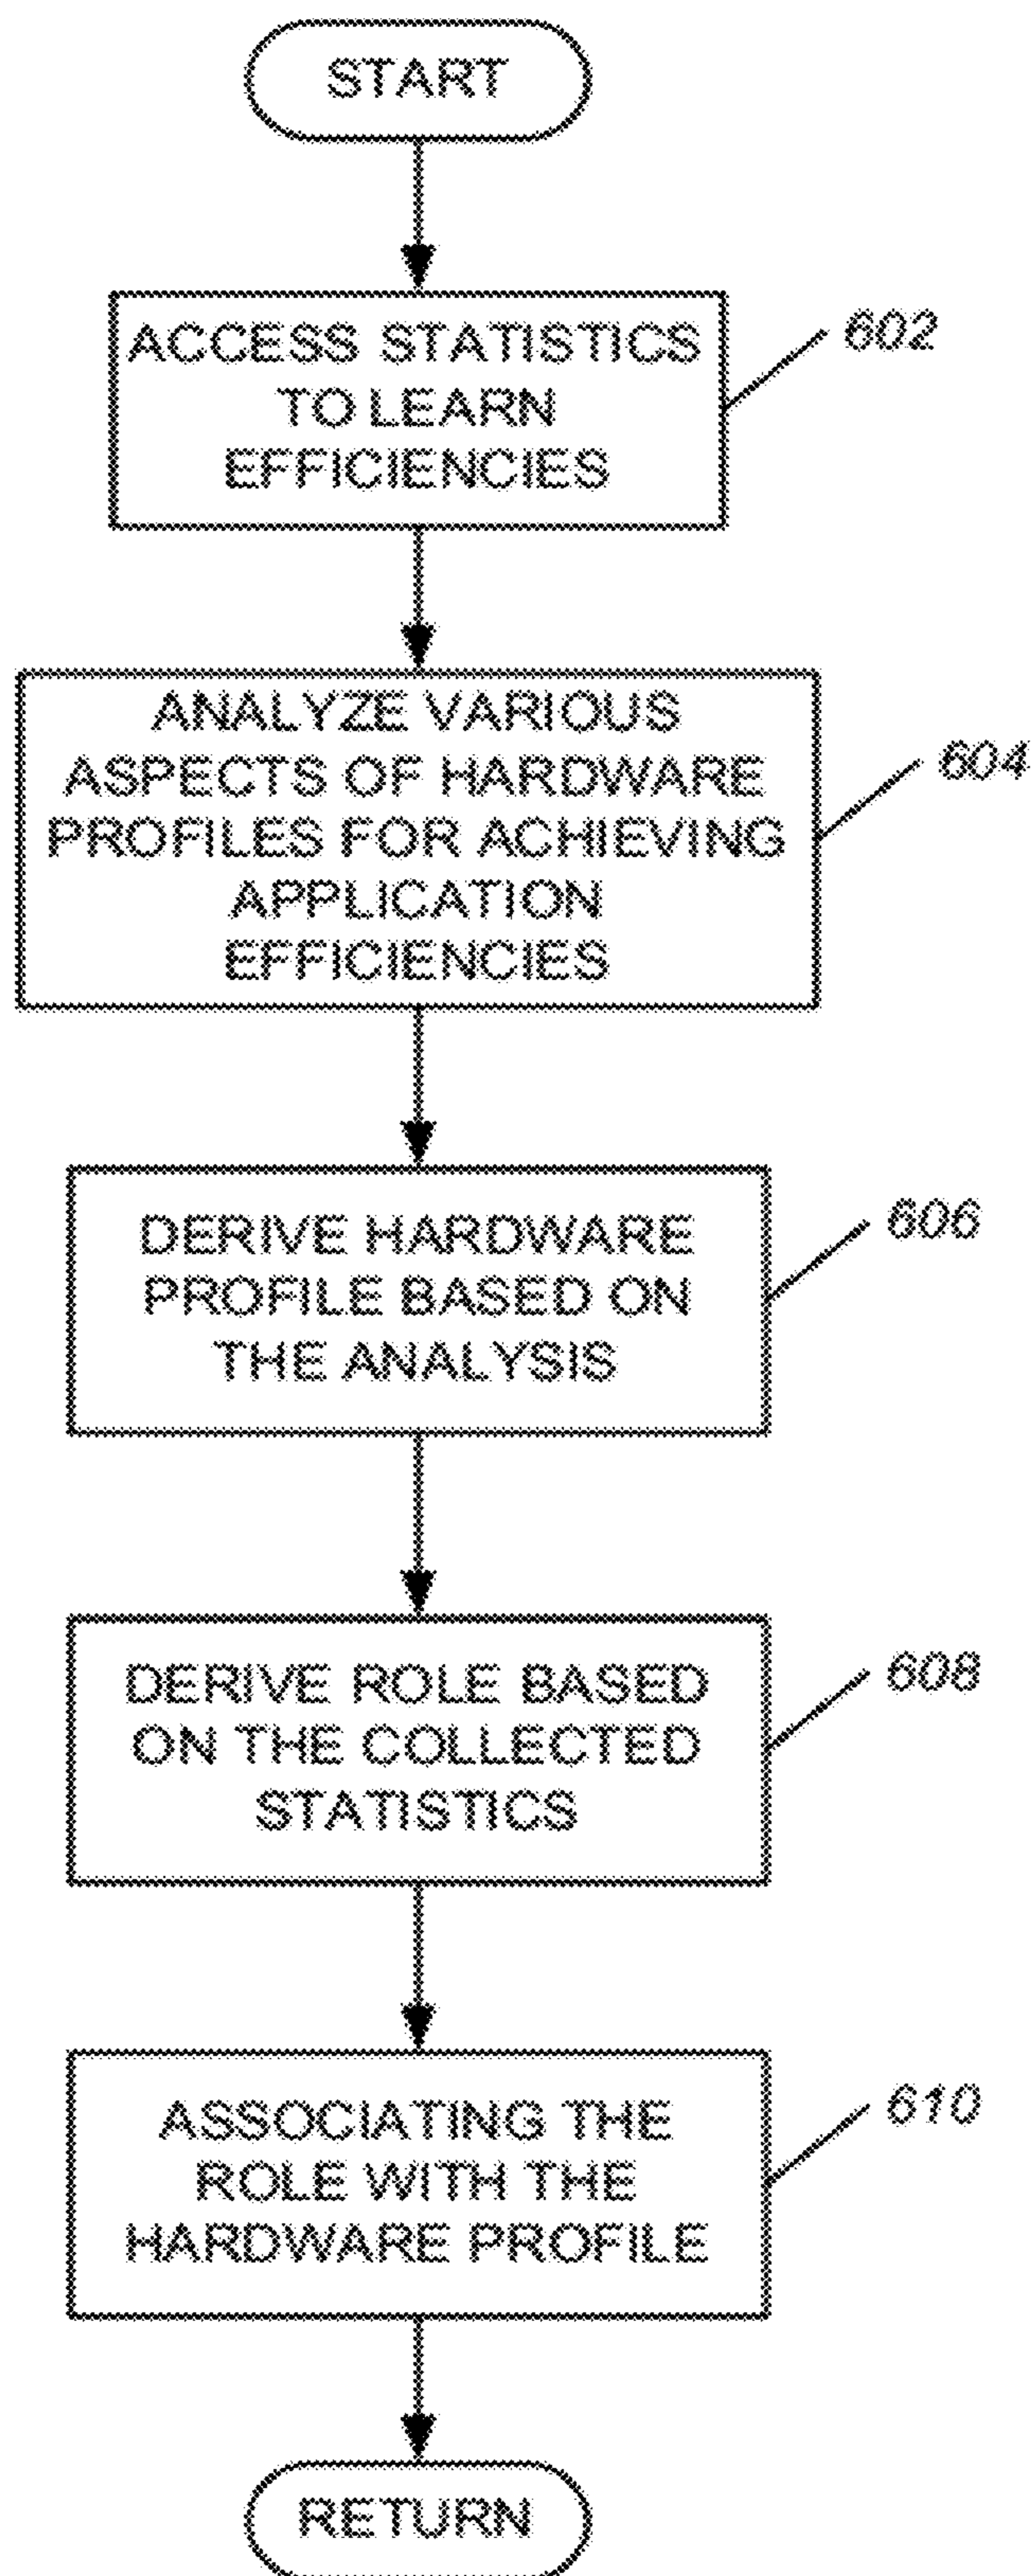 START
ACCESS STATISTICS
TO LEARN
EFFICIENCIES
602
ANALYZE VARIOUS
ASPECTS OF HARDWARE
PROFILES FOR ACHIEVING
APPLICATION
EFFICIENCIES
604
DERIVE HARDWARE
PROFILE BASED ON
THE ANALYSIS
606
DERIVE ROLE BASED
ON THE COLLECTED
STATISTICS
608
ASSOCIATING THE
ROLE WITH THE
HARDWARE PROFILE
610
RETURN